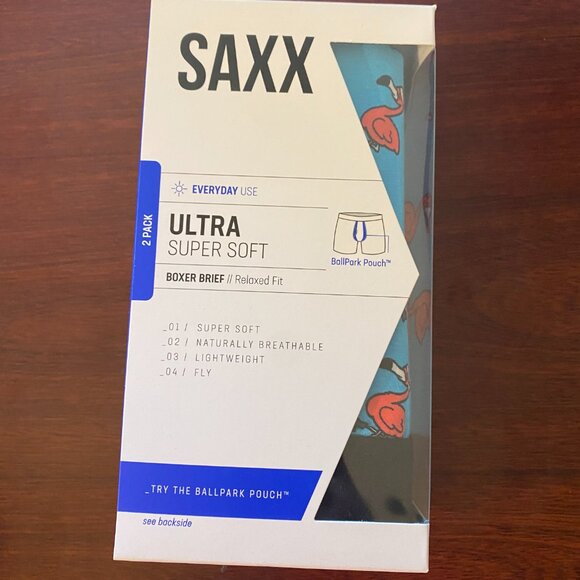 SAXX
EVERYDAY USE
2 PACK
ULTRA
SUPER SOFT
BallPark Pouch™
BOXER BRIEF // Relaxed Fit
_01 / SUPER SOFT
_02 / NATURALLY BREATHABLE
_03 / LIGHTWEIGHT
_04 / FLY
_TRY THE BALLPARK POUCH™
see backside